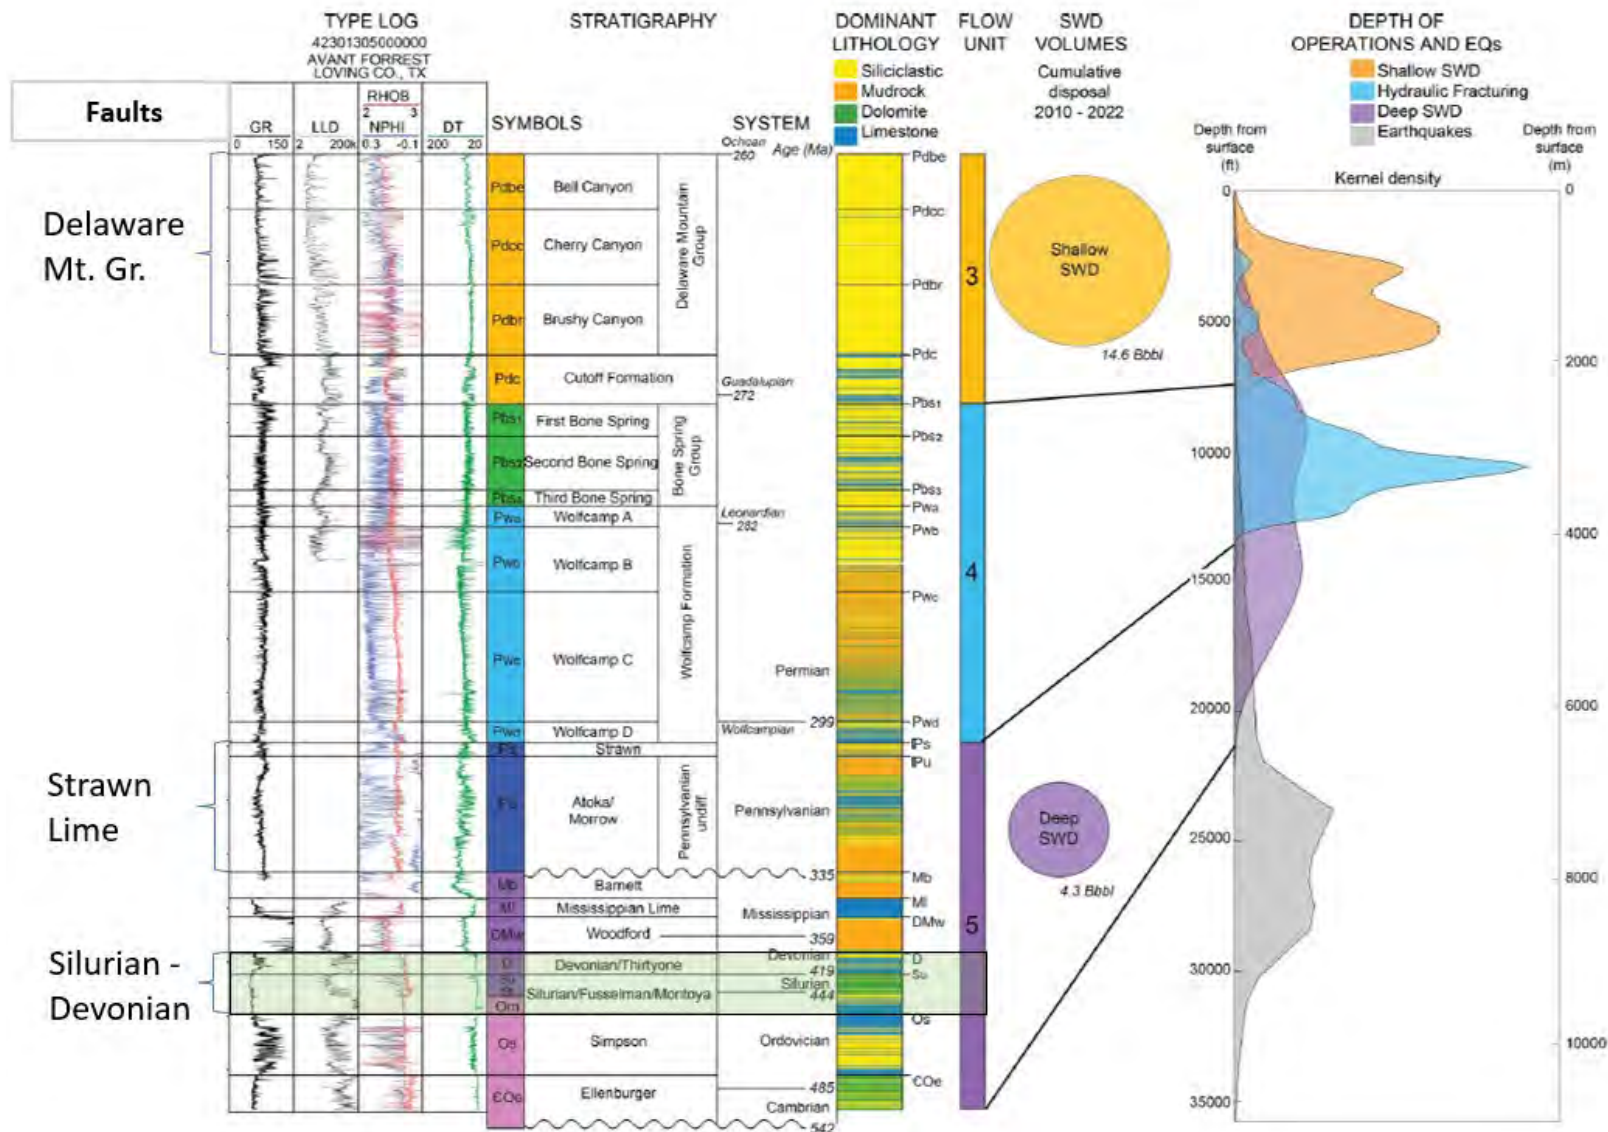 TYPE LOG
42301305000000
AVANT FORREST
LOVING CO., TX
STRATIGRAPHY
DOMINANT
LITHOLOGY
Siliciclastic
Mudrock
Dolomite
Limestone
FLOW
UNIT
SWD
VOLUMES
Cumulative
disposal
2010 - 2022
DEPTH OF
OPERATIONS AND EQs
Shallow SWD
Hydraulic Fracturing
Deep SWD
Earthquakes
Faults
GR
0 150
LLD
2 200k
RHOB
2 3
NPHI
0.3 -0.1
DT
200 20
SYMBOLS
SYSTEM
Ochoan
260
Age (Ma)
Depth from
surface
(ft)
Depth from
surface
(m)
Kernel density
Delaware
Mt. Gr.
Strawn
Lime
Silurian -
Devonian
Pdbe
Bell Canyon
Pdcc
Cherry Canyon
Pdbr
Brushy Canyon
Delaware Mountain
Group
Pdc
Cutoff Formation
Guadalupian
272
Pbs1
First Bone Spring
Second Bone Spring
Third Bone Spring
Bone Spring
Group
Leonardian
282
Pwa
Wolfcamp A
Pwb
Wolfcamp B
Pwc
Wolfcamp C
Pwd
Wolfcamp D
Wolfcamp Formation
Permian
299
Wolfcampian
Strawn
Atoka/
Morrow
Pennsylvanian
undiff.
Pennsylvanian
335
Mb
Barnett
Ml
Mississippian Lime
Mississippian
DMw
Woodford
359
D
Devonian/Thirtyone
Devonian
419
Silurian/Fusselman/Montoya
Silurian
444
Om
Os
Simpson
Ordovician
ЄOe
Ellenburger
485
Cambrian
542
Pdbe
Pdcc
Pdbr
Pdc
Pbs1
Pbs2
Pbs3
Pwa
Pwb
Pwc
Pwd
IPs
IPu
Mb
Ml
DMw
D
Su
Os
ЄOe
3
4
5
Shallow
SWD
14.6 Bbbl
Deep
SWD
4.3 Bbbl
0
5000
10000
15000
20000
25000
30000
35000
0
2000
4000
6000
8000
10000